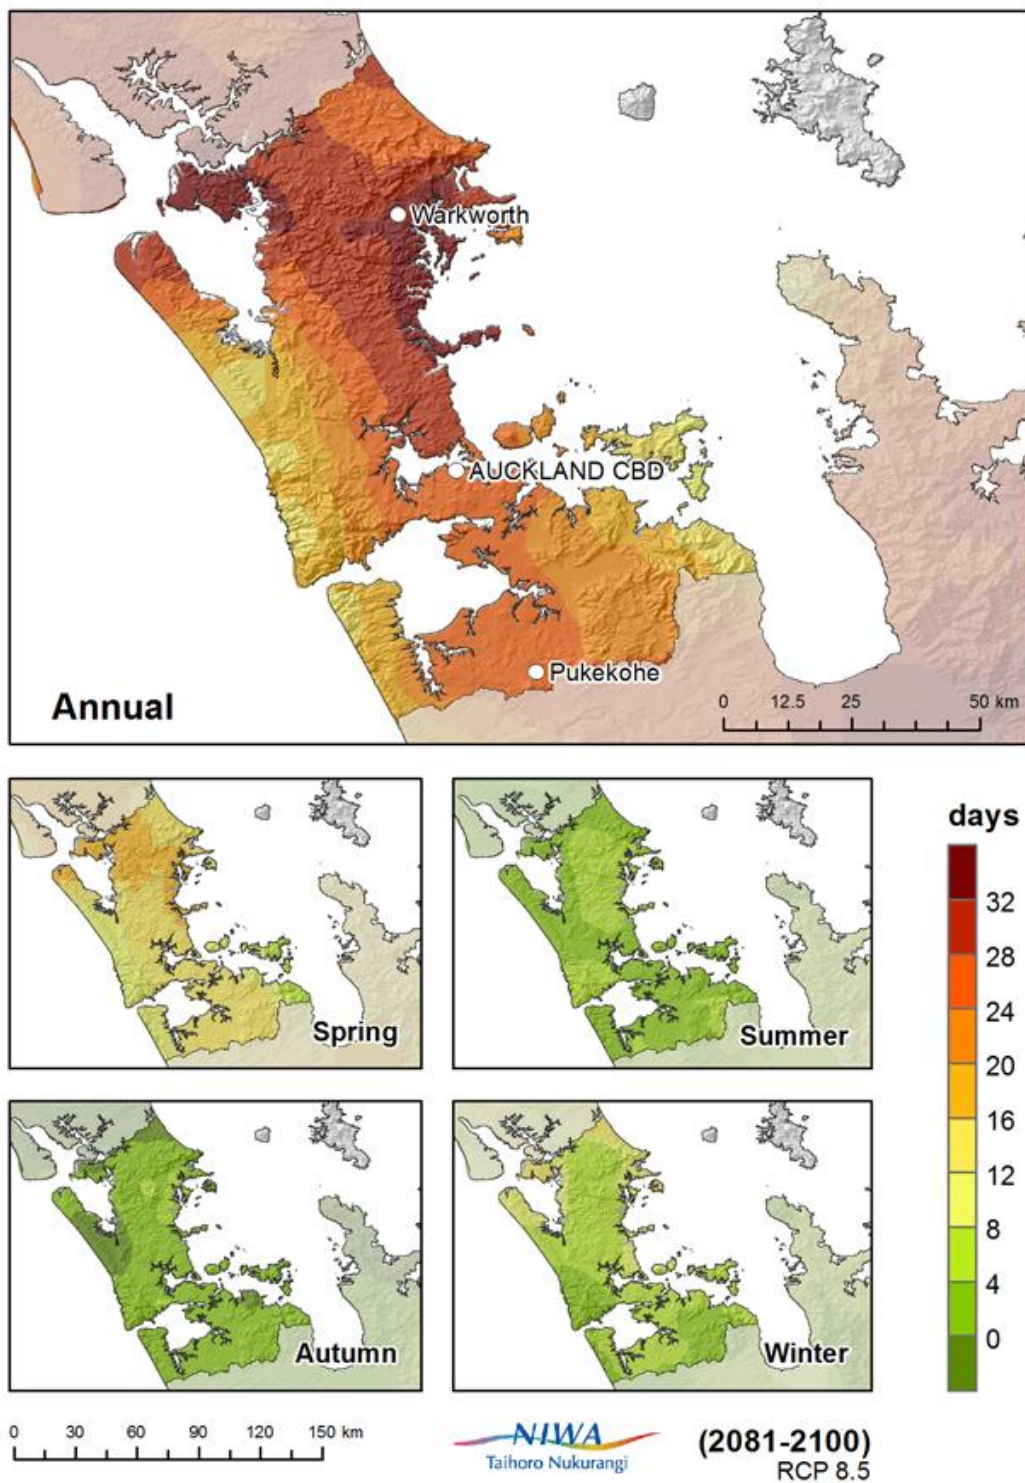 Warkworth
AUCKLAND CBD
Pukekohe
Annual
0 12.5 25 50 km
Spring
Summer
Autumn
Winter
days
32
28
24
20
16
12
8
4
0
0 30 60 90 120 150 km
NIWA
Taihoro Nukurangi
(2081-2100)
RCP 8.5